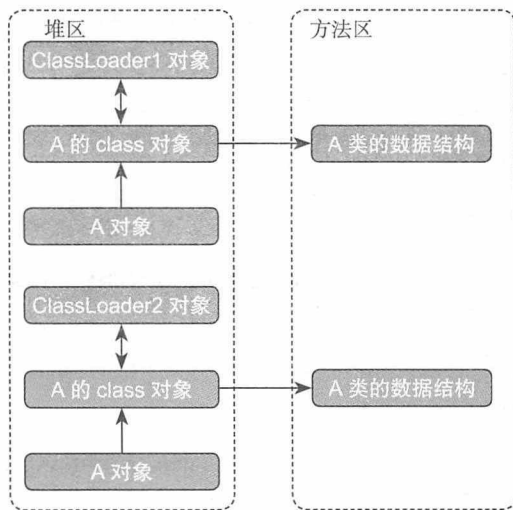 堆区
ClassLoader1 对象
A 的 class 对象
A 对象
ClassLoader2 对象
A 的 class 对象
A 对象
方法区
A 类的数据结构
A 类的数据结构